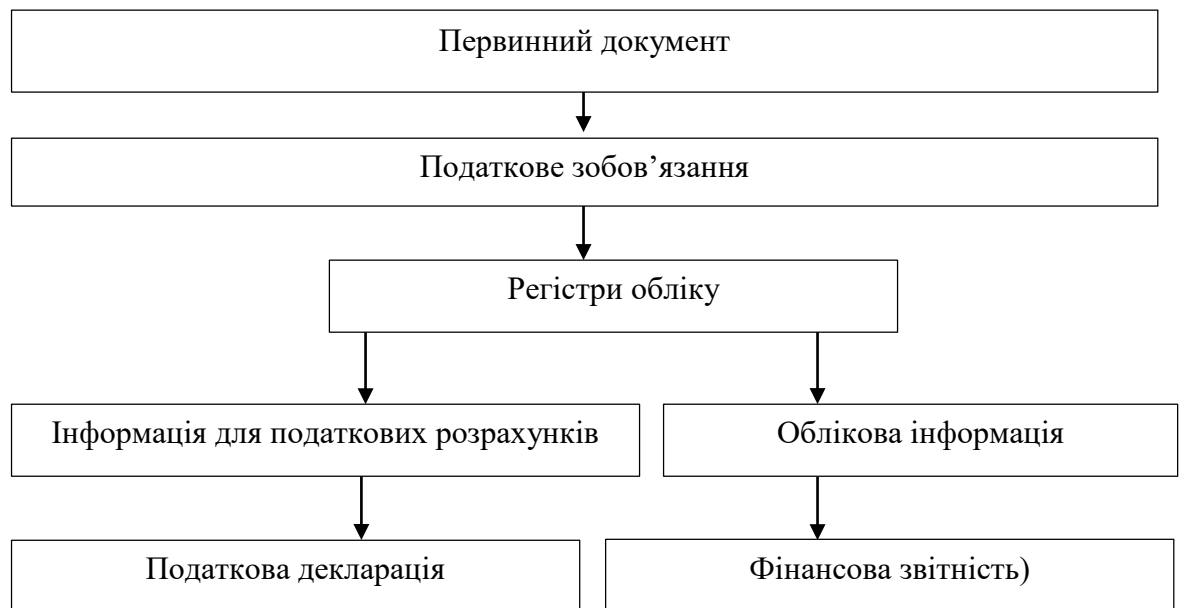 Первинний документ
Податкове зобов’язання
Регістри обліку
Інформація для податкових розрахунків
Облікова інформація
Податкова декларація
Фінансова звітність)